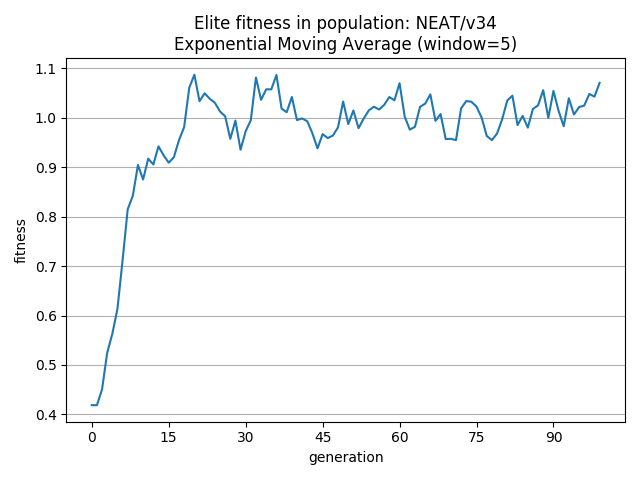 Elite fitness in population: NEAT/v34
Exponential Moving Average (window=5)
fitness
1.1
1.0
0.9
0.8
0.7
0.6
0.5
0.4
0 15 30 45 60 75 90
generation